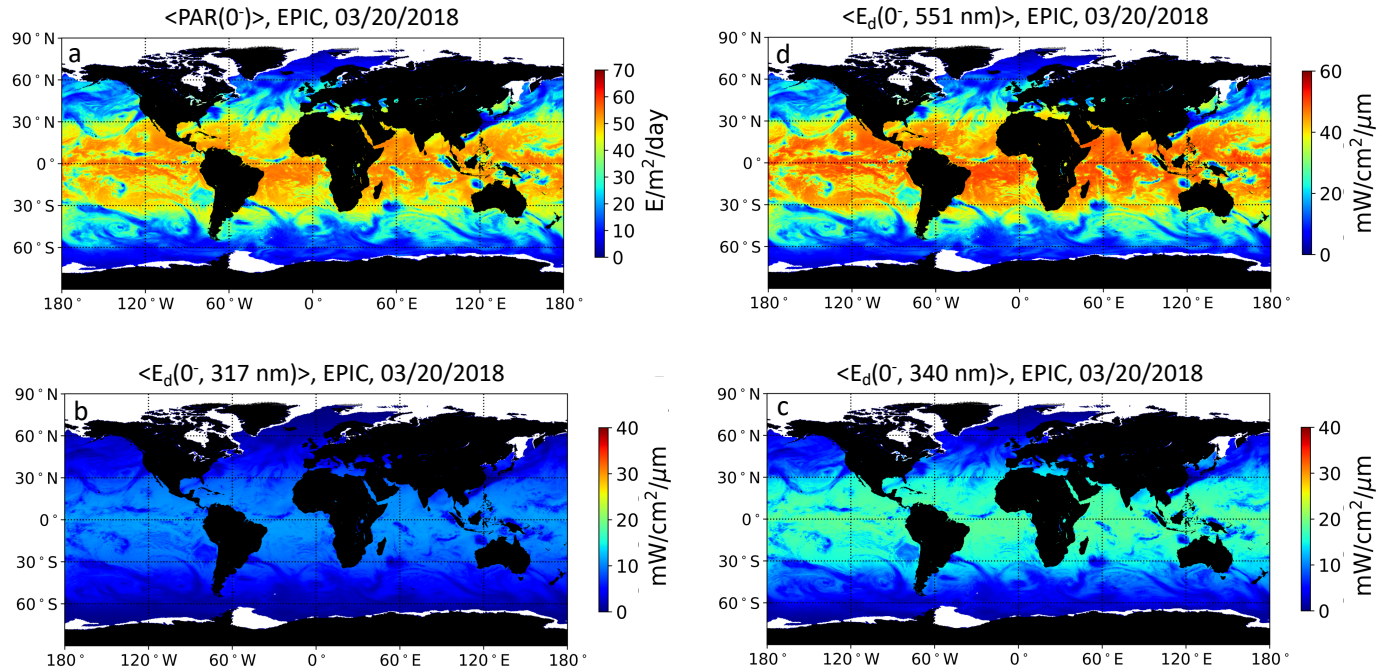 <PAR(0⁻)>, EPIC, 03/20/2018
a
90°N
60°N
30°N
0°
30°S
60°S
180° 120°W 60°W 0° 60°E 120°E 180°
70
60
50
40
30
20
10
0
E/m²/day
<E_d(0⁻, 551 nm)>, EPIC, 03/20/2018
d
90°N
60°N
30°N
0°
30°S
60°S
180° 120°W 60°W 0° 60°E 120°E 180°
60
40
20
0
mW/cm²/μm
<E_d(0⁻, 317 nm)>, EPIC, 03/20/2018
b
90°N
60°N
30°N
0°
30°S
60°S
180° 120°W 60°W 0° 60°E 120°E 180°
40
30
20
10
0
mW/cm²/μm
<E_d(0⁻, 340 nm)>, EPIC, 03/20/2018
c
90°N
60°N
30°N
0°
30°S
60°S
180° 120°W 60°W 0° 60°E 120°E 180°
40
30
20
10
0
mW/cm²/μm